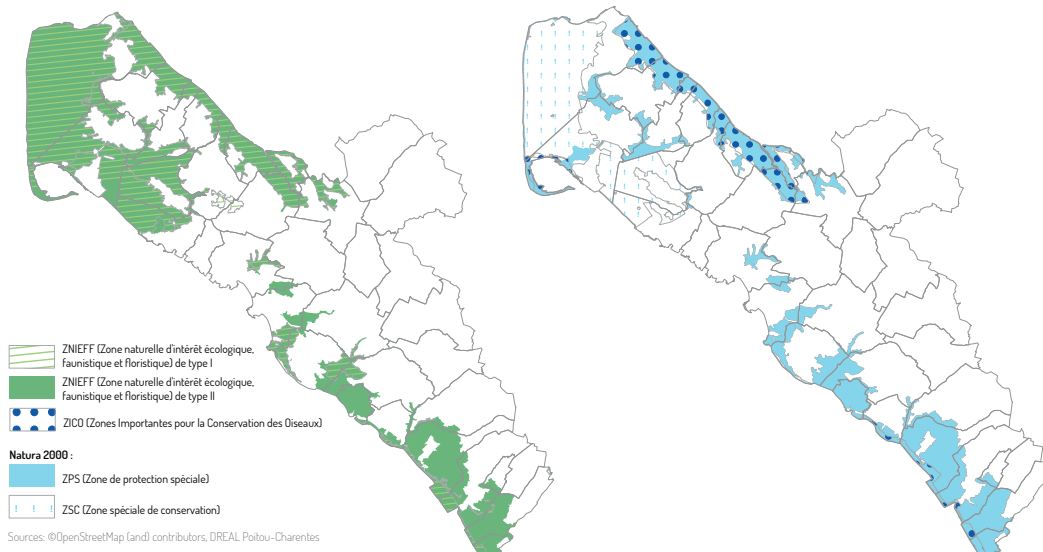 ZNIEFF (Zone naturelle d'intérêt écologique,
faunistique et floristique) de type I
ZNIEFF (Zone naturelle d'intérêt écologique,
faunistique et floristique) de type II
ZICO (Zones Importantes pour la Conservation des Oiseaux)
Natura 2000 :
ZPS (Zone de protection spéciale)
ZSC (Zone spéciale de conservation)
Sources: ©OpenStreetMap (and) contributors, DREAL Poitou-Charentes